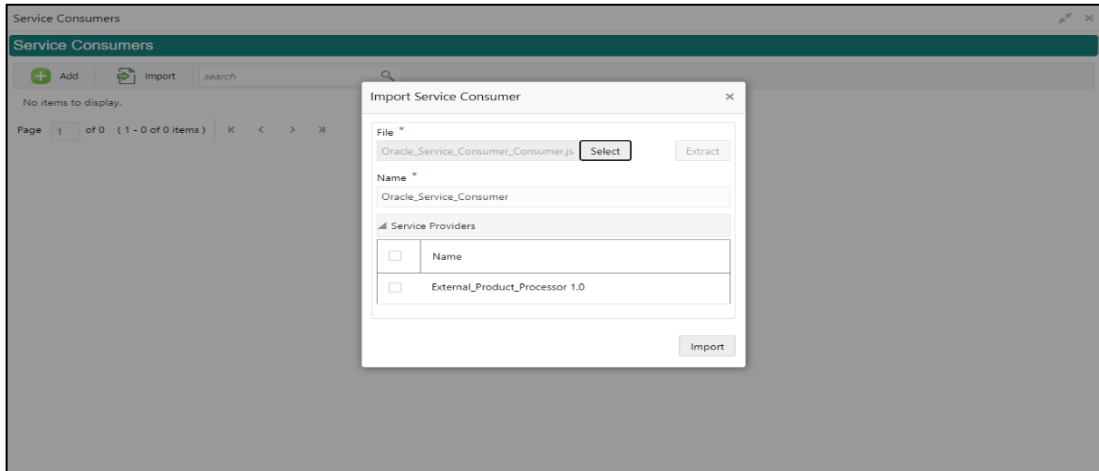 Service Consumers
Service Consumers
Add Import search
No items to display.
Page 1 of 0 (1 - 0 of 0 items)
Import Service Consumer
File *
Oracle_Service_Consumer_Consumer.js Select Extract
Name *
Oracle_Service_Consumer
Service Providers
Name
External_Product_Processor 1.0
Import